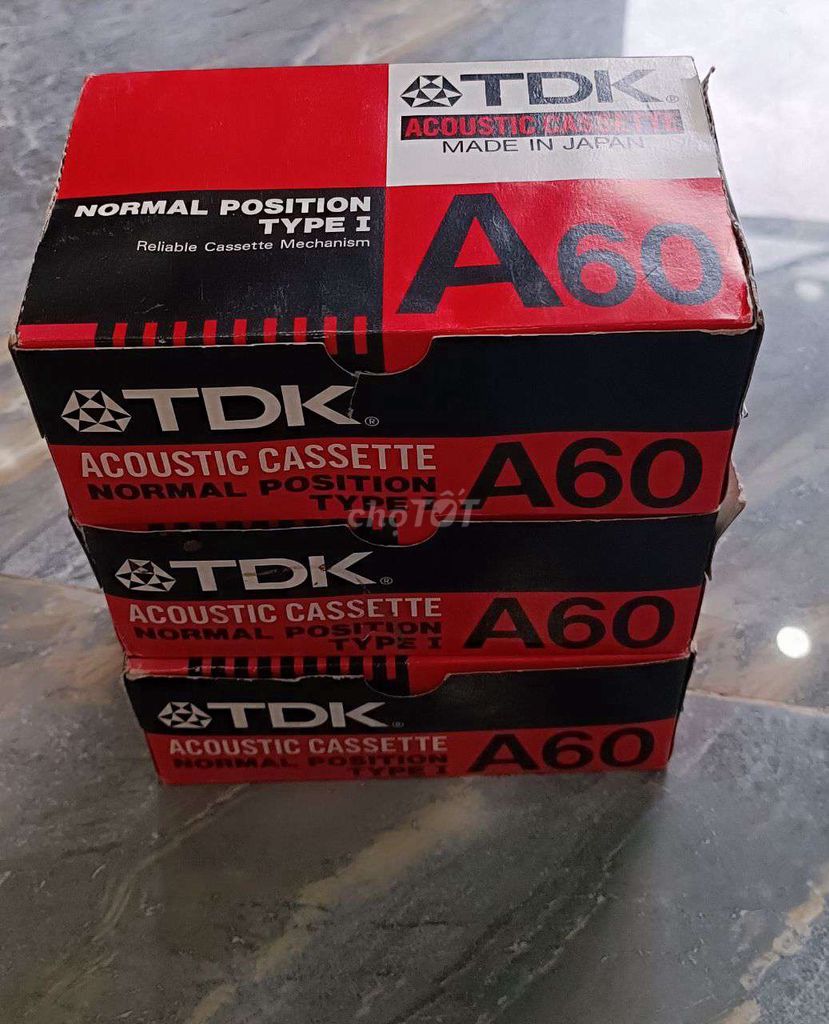 TDK®
ACOUSTIC CASSETTE
MADE IN JAPAN
NORMAL POSITION
TYPE I
Reliable Cassette Mechanism
A60
TDK®
ACOUSTIC CASSETTE
NORMAL POSITION
TYPE I
A60
choTỐT
TDK®
ACOUSTIC CASSETTE
NORMAL POSITION
TYPE I
A60
TDK®
ACOUSTIC CASSETTE
NORMAL POSITION
TYPE I
A60